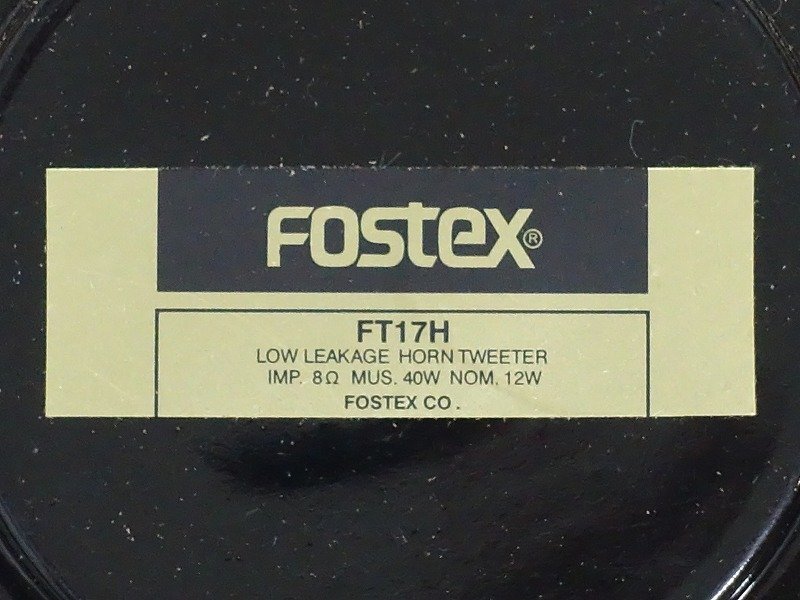 FOSTEX®
FT17H
LOW LEAKAGE HORN TWEETER
IMP. 8Ω MUS. 40W NOM. 12W
FOSTEX CO.